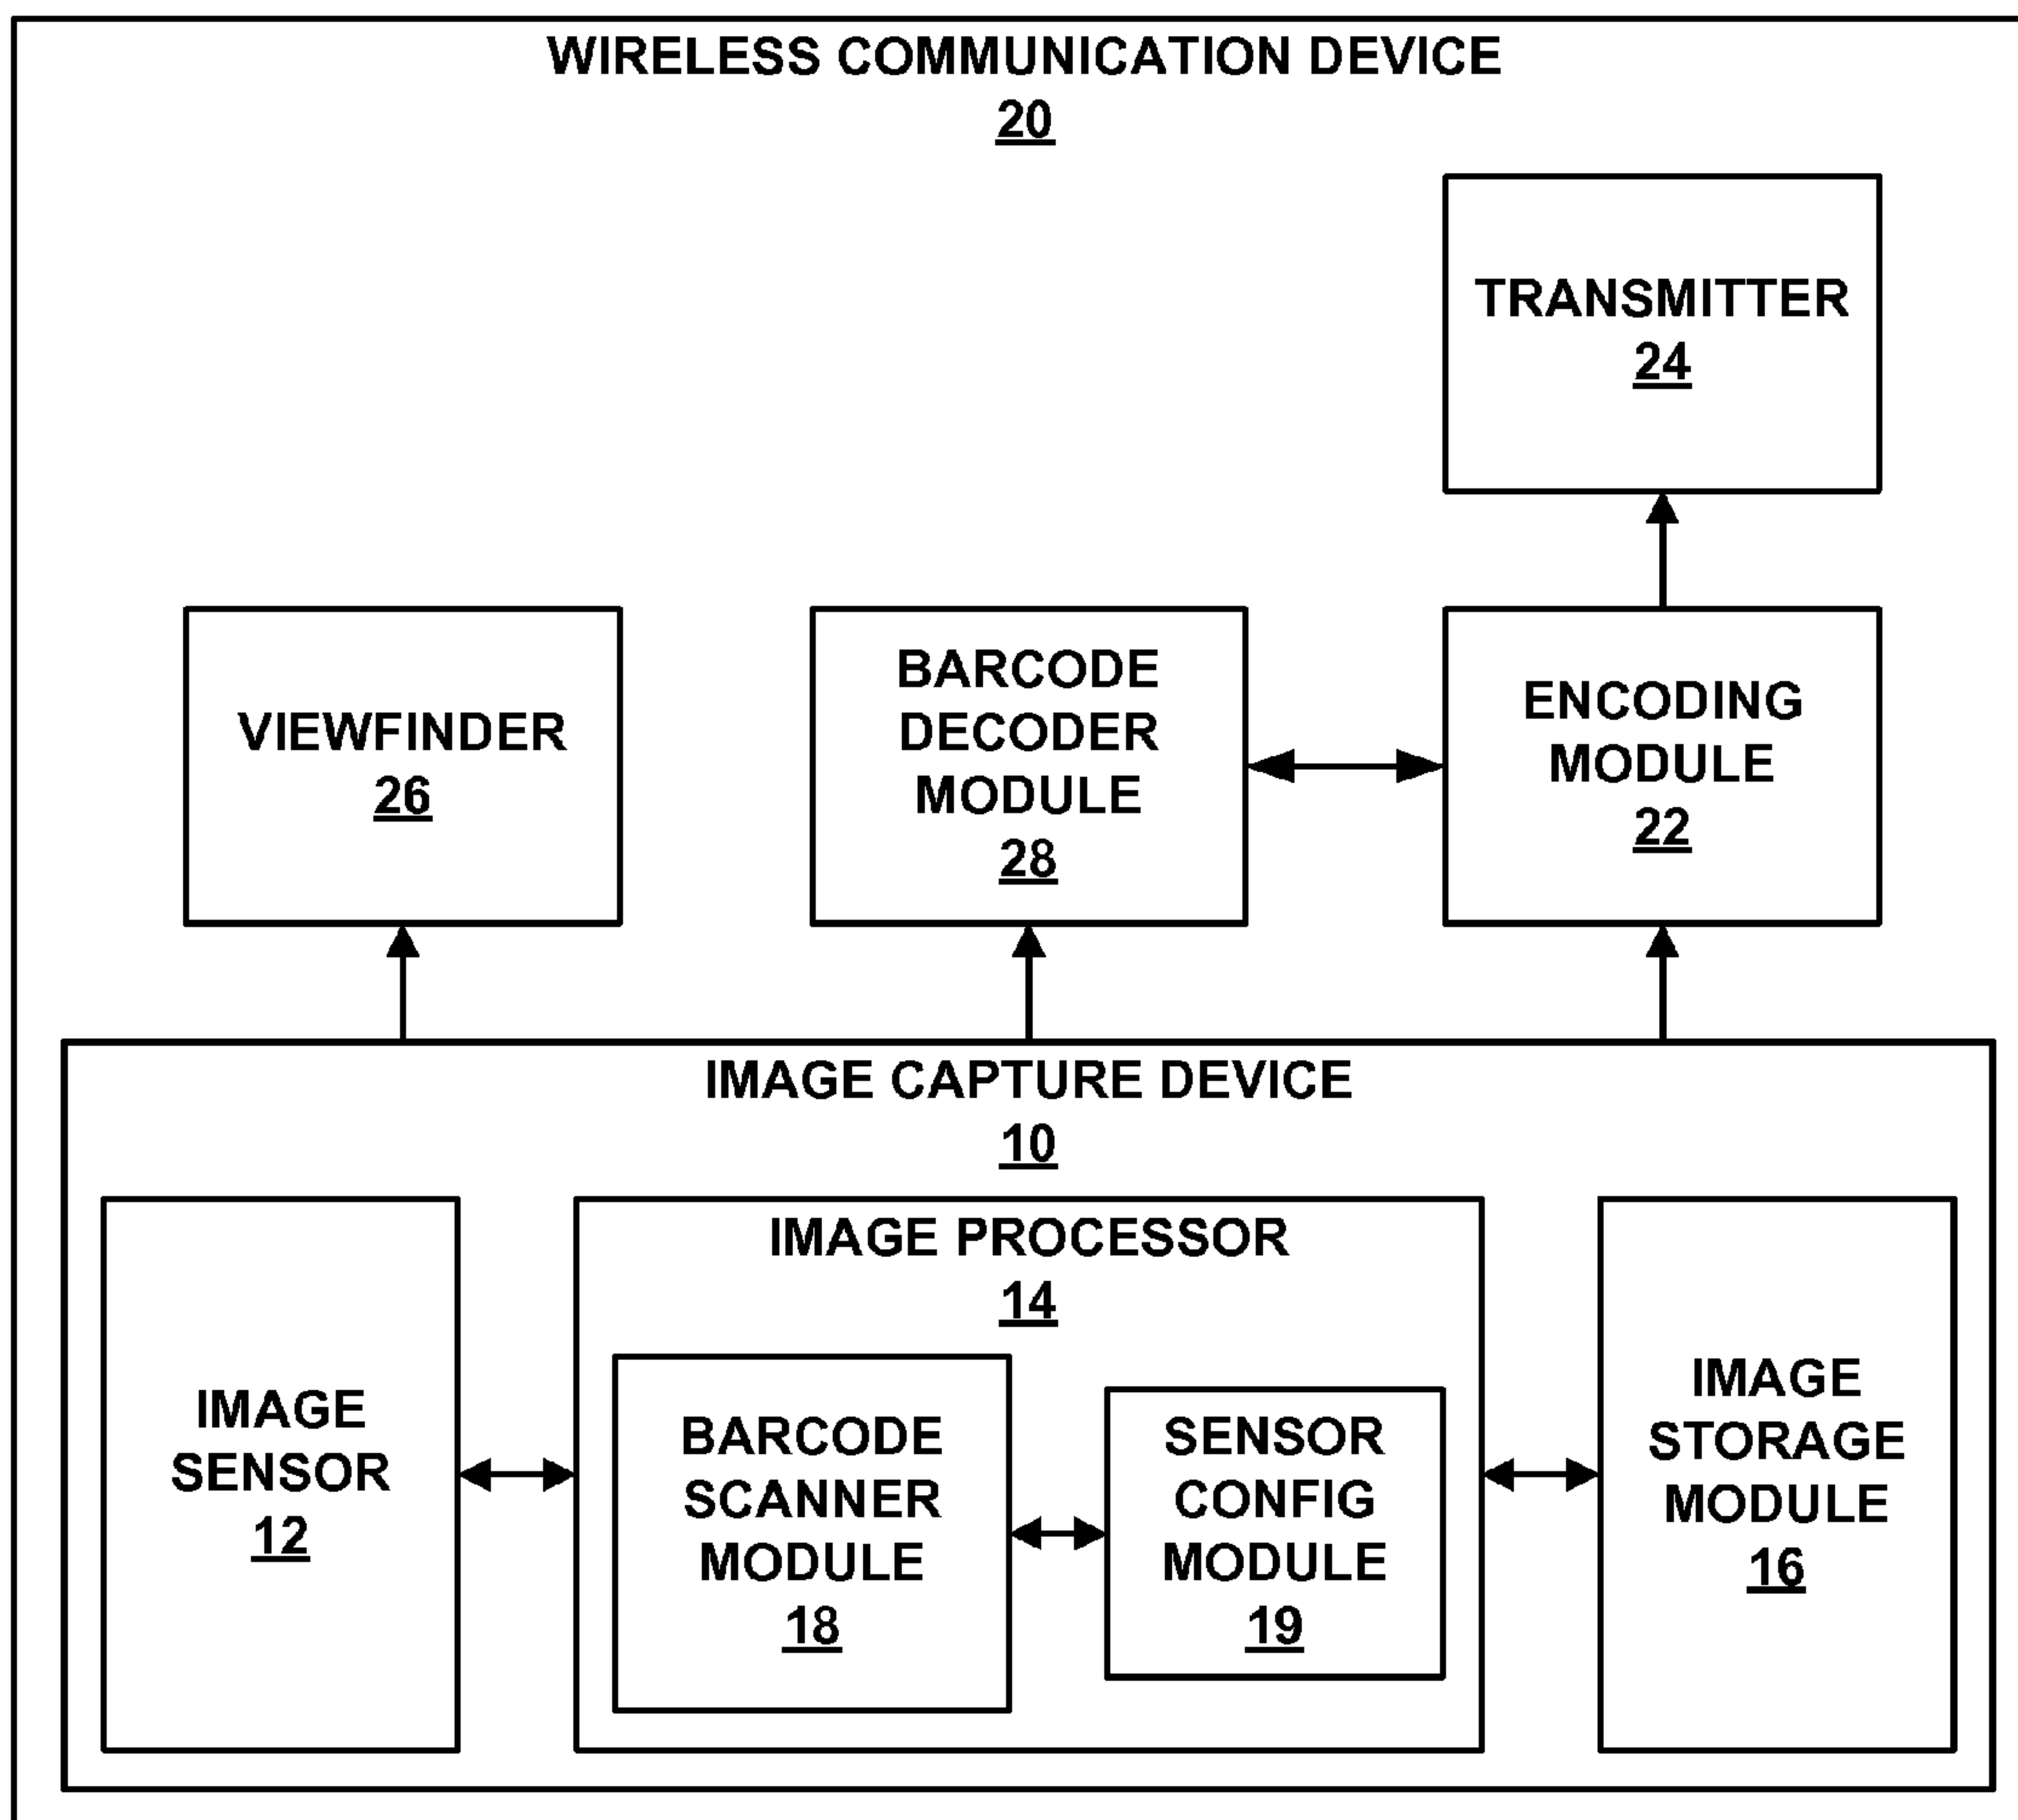 WIRELESS COMMUNICATION DEVICE
20
TRANSMITTER
24
VIEWFINDER
26
BARCODE
DECODER
MODULE
28
ENCODING
MODULE
22
IMAGE CAPTURE DEVICE
10
IMAGE
SENSOR
12
IMAGE PROCESSOR
14
BARCODE
SCANNER
MODULE
18
SENSOR
CONFIG
MODULE
19
IMAGE
STORAGE
MODULE
16